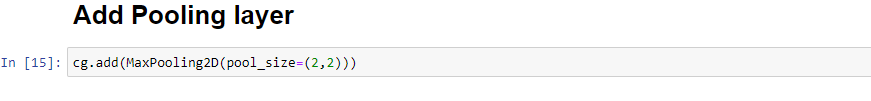 Add Pooling layer
In [15]: cg.add(MaxPooling2D(pool_size=(2,2)))